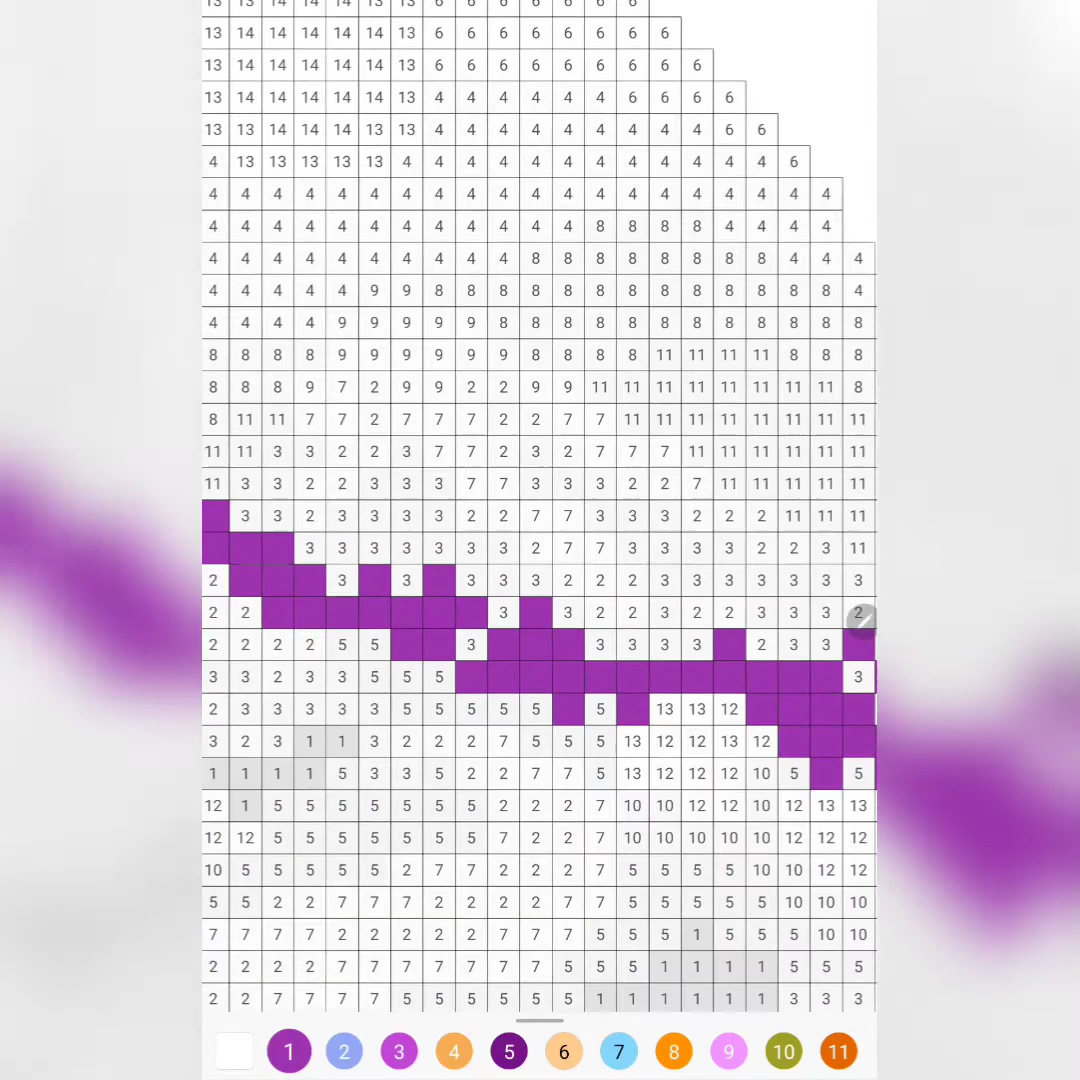 13 13 14 14 14 13 13 6 6 6 6 6 6 6
13 14 14 14 14 14 13 6 6 6 6 6 6 6 6
13 14 14 14 14 14 13 6 6 6 6 6 6 6 6 6
13 14 14 14 14 14 13 4 4 4 4 4 4 6 6 6 6
13 13 14 14 14 13 13 4 4 4 4 4 4 4 4 4 6 6
4 13 13 13 13 13 4 4 4 4 4 4 4 4 4 4 4 4 6
4 4 4 4 4 4 4 4 4 4 4 4 4 4 4 4 4 4 4 4
4 4 4 4 4 4 4 4 4 4 4 4 8 8 8 8 4 4 4 4
4 4 4 4 4 4 4 4 4 4 8 8 8 8 8 8 8 8 4 4 4
4 4 4 4 4 9 9 8 8 8 8 8 8 8 8 8 8 8 8 8 4
4 4 4 4 9 9 9 9 9 8 8 8 8 8 8 8 8 8 8 8 8
8 8 8 8 9 9 9 9 9 9 8 8 8 8 11 11 11 11 8 8 8
8 8 8 9 7 2 9 9 2 2 9 9 11 11 11 11 11 11 11 11 8
8 11 11 7 7 2 7 7 7 2 2 7 7 11 11 11 11 11 11 11 11
11 11 3 3 2 2 3 7 7 2 3 2 7 7 7 11 11 11 11 11 11
11 3 3 2 2 3 3 3 7 7 3 3 3 2 2 7 11 11 11 11 11
3 3 2 3 3 3 3 2 2 7 7 3 3 3 2 2 2 11 11 11
3 3 3 3 3 3 3 2 7 7 3 3 3 3 2 2 3 11
2 3 3 3 3 3 2 2 2 3 3 3 3 3 3 3
2 2 3 3 2 2 3 2 2 3 3 3 2
2 2 2 2 5 5 3 3 3 3 3 2 3 3
3 3 2 3 3 5 5 5 3
2 3 3 3 3 3 5 5 5 5 5 5 13 13 12
3 2 3 1 1 3 2 2 2 7 5 5 5 13 12 12 13 12
1 1 1 1 5 3 3 5 2 2 7 7 5 13 12 12 12 10 5 5
12 1 5 5 5 5 5 5 5 2 2 2 7 10 10 12 12 10 12 13 13
12 12 5 5 5 5 5 5 5 7 2 2 7 10 10 10 10 10 12 12 12
10 5 5 5 5 5 2 7 7 2 2 2 7 5 5 5 5 10 10 12 12
5 5 2 2 7 7 7 2 2 2 2 7 7 5 5 5 5 5 10 10 10
7 7 7 7 2 2 2 2 2 7 7 7 5 5 5 1 5 5 5 10 10
2 2 2 2 7 7 7 7 7 7 7 5 5 5 1 1 1 1 5 5 5
2 2 7 7 7 7 5 5 5 5 5 5 1 1 1 1 1 1 3 3 3
1 2 3 4 5 6 7 8 9 10 11